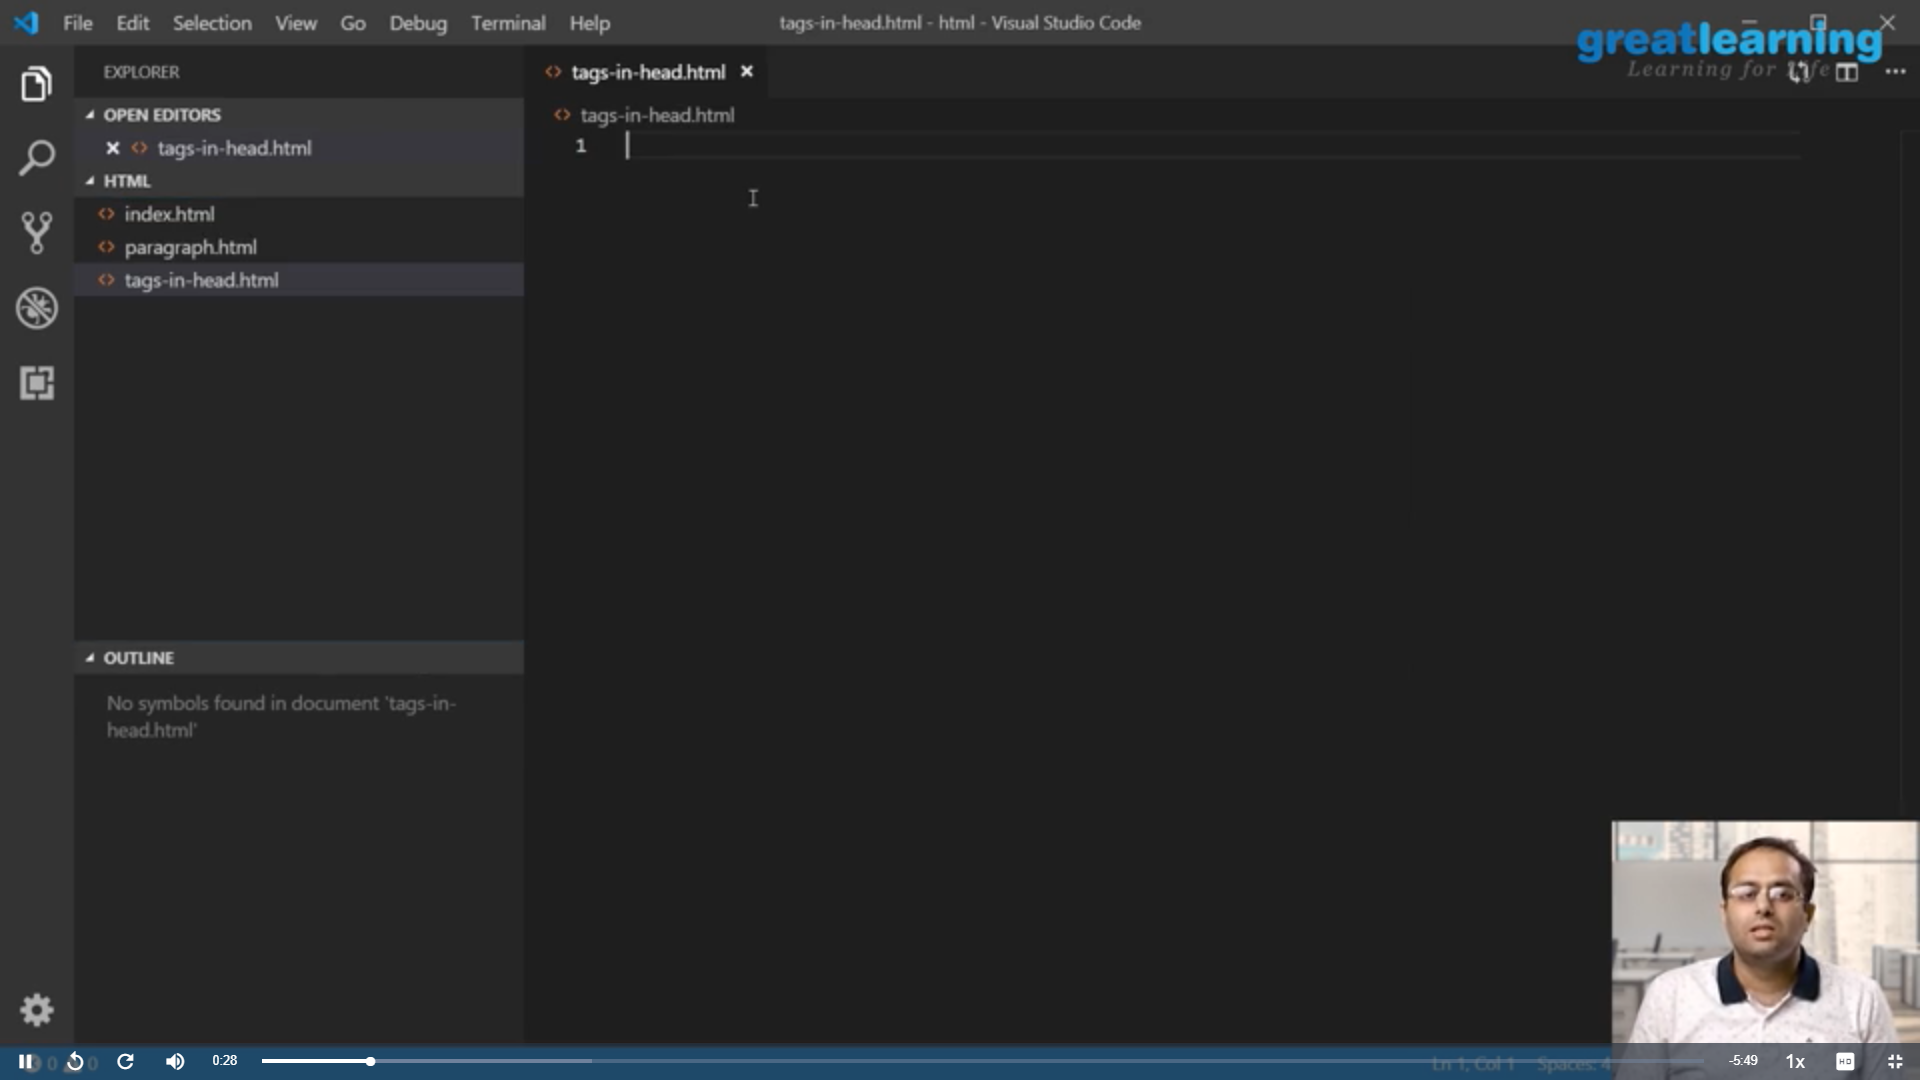 File Edit Selection View Go Debug Terminal Help
tags-in-head.html - html - Visual Studio Code
greatlearning
Learning for Life
EXPLORER
OPEN EDITORS
tags-in-head.html
HTML
index.html
paragraph.html
tags-in-head.html
OUTLINE
No symbols found in document 'tags-in-
head.html'
tags-in-head.html
tags-in-head.html
1
0 0
0:28
Ln 1, Col 1 Spaces: 4
-5:49
1x
HD